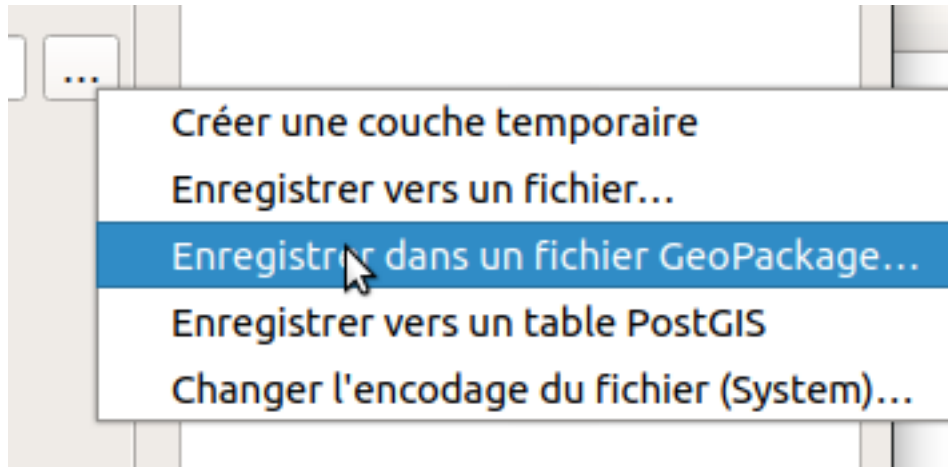 ...
Créer une couche temporaire
Enregistrer vers un fichier...
Enregistrer dans un fichier GeoPackage...
Enregistrer vers un table PostGIS
Changer l'encodage du fichier (System)...